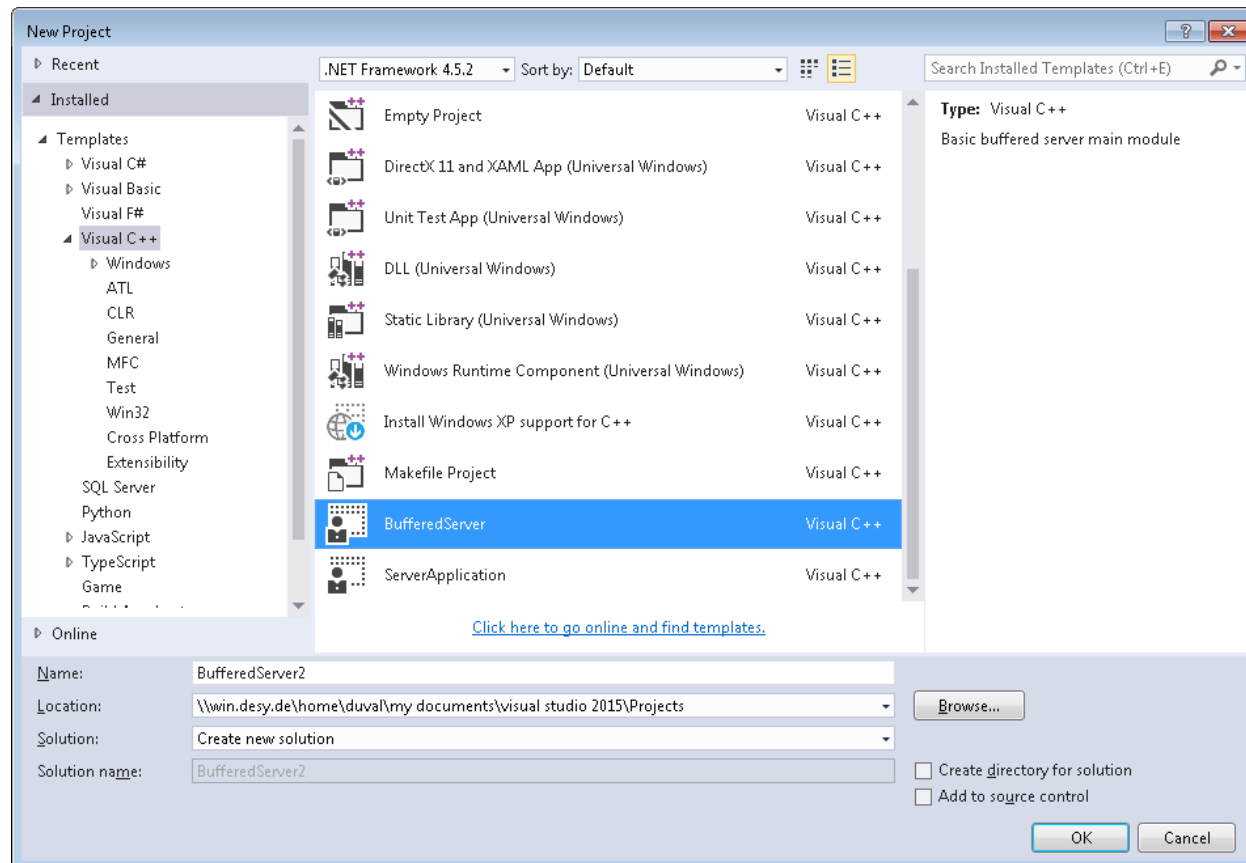 New Project
Recent
.NET Framework 4.5.2
Sort by: Default
Search Installed Templates (Ctrl+E)
Installed
Templates
Visual C#
Visual Basic
Visual F#
Visual C++
Windows
ATL
CLR
General
MFC
Test
Win32
Cross Platform
Extensibility
SQL Server
Python
JavaScript
TypeScript
Game
Online
Empty Project Visual C++
DirectX 11 and XAML App (Universal Windows) Visual C++
Unit Test App (Universal Windows) Visual C++
DLL (Universal Windows) Visual C++
Static Library (Universal Windows) Visual C++
Windows Runtime Component (Universal Windows) Visual C++
Install Windows XP support for C++ Visual C++
Makefile Project Visual C++
BufferedServer Visual C++
ServerApplication Visual C++
Click here to go online and find templates.
Type: Visual C++
Basic buffered server main module
Name: BufferedServer2
Location: \\win.desy.de\home\duval\my documents\visual studio 2015\Projects
Browse...
Solution: Create new solution
Solution name: BufferedServer2
Create directory for solution
Add to source control
OK Cancel